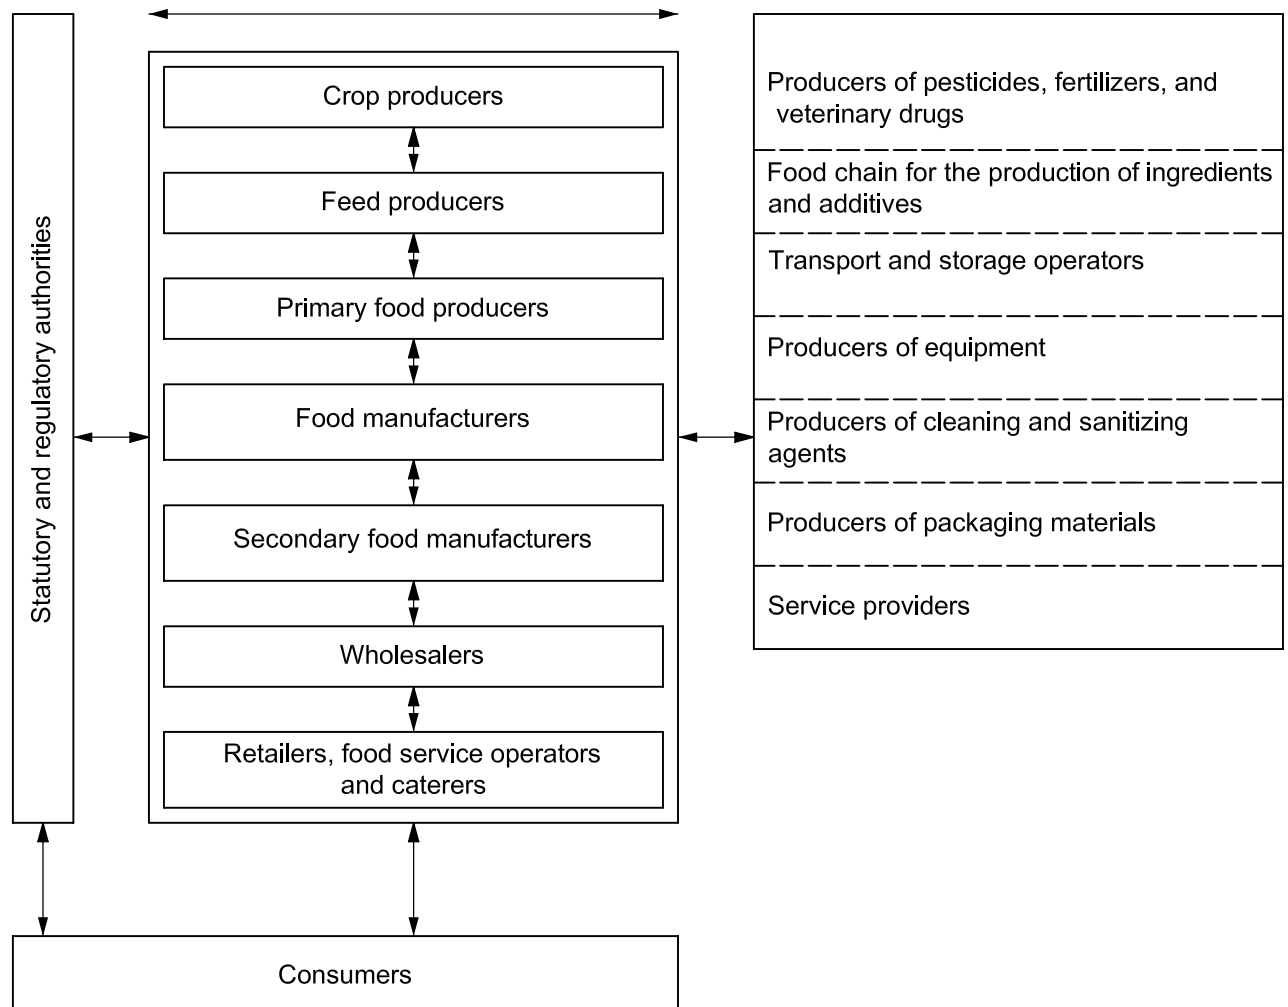 Statutory and regulatory authorities
Crop producers
Feed producers
Primary food producers
Food manufacturers
Secondary food manufacturers
Wholesalers
Retailers, food service operators
and caterers
Producers of pesticides, fertilizers, and
veterinary drugs
Food chain for the production of ingredients
and additives
Transport and storage operators
Producers of equipment
Producers of cleaning and sanitizing
agents
Producers of packaging materials
Service providers
Consumers